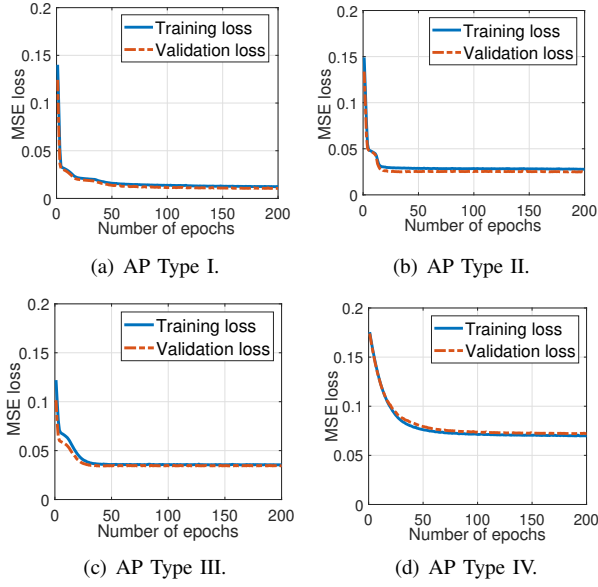 0.2
Training loss
Validation loss
0.15
MSE loss
0.1
0.05
0
0 50 100 150 200
Number of epochs
(a) AP Type I.
0.2
Training loss
Validation loss
0.15
MSE loss
0.1
0.05
0
0 50 100 150 200
Number of epochs
(b) AP Type II.
0.2
Training loss
Validation loss
0.15
MSE loss
0.1
0.05
0
0 50 100 150 200
Number of epochs
(c) AP Type III.
0.2
Training loss
Validation loss
0.15
MSE loss
0.1
0.05
0
0 50 100 150 200
Number of epochs
(d) AP Type IV.